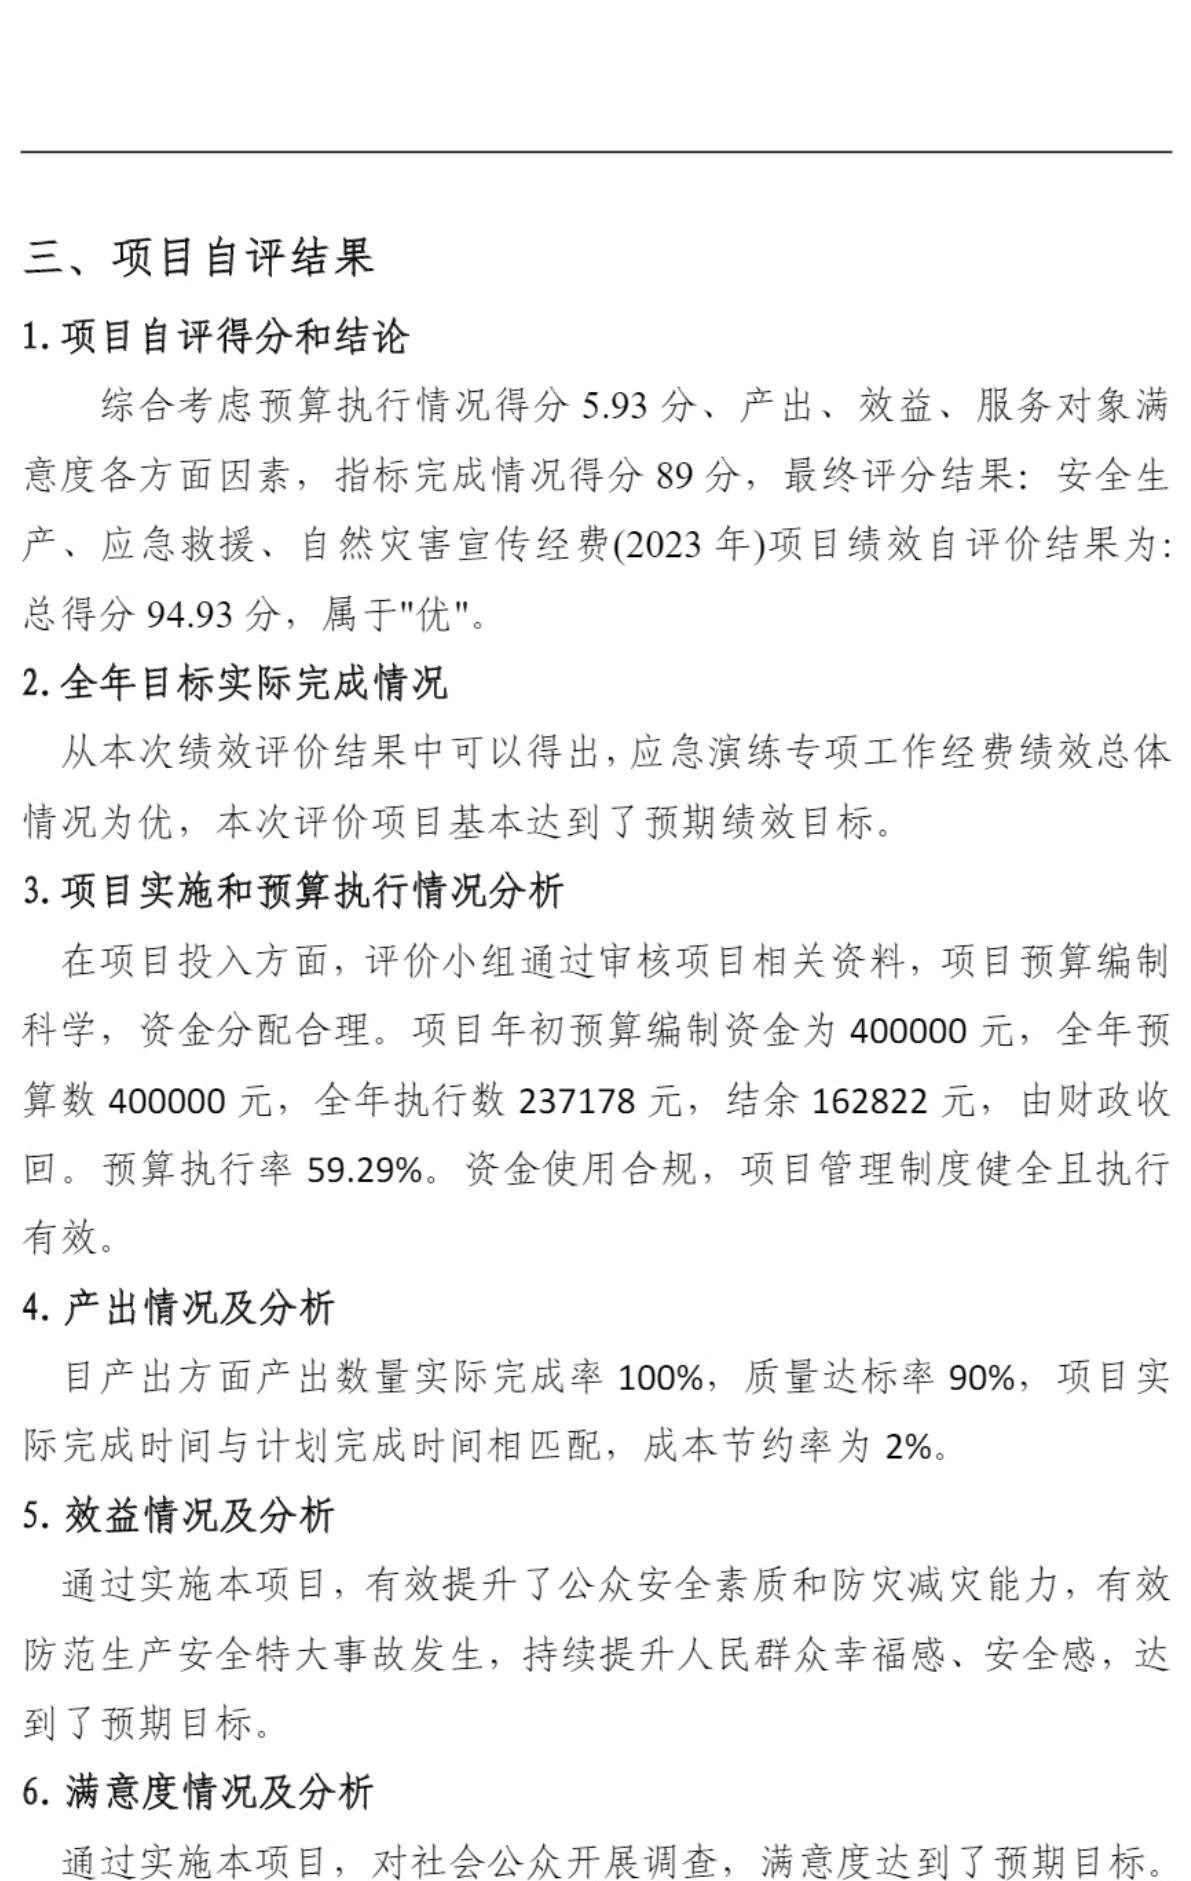 三、项目自评结果
1.项目自评得分和结论
综合考虑预算执行情况得分 5.93 分、产出、效益、服务对象满
意度各方面因素，指标完成情况得分 89 分，最终评分结果：安全生
产、应急救援、自然灾害宣传经费(2023 年)项目绩效自评价结果为:
总得分 94.93 分，属于"优"。
2.全年目标实际完成情况
从本次绩效评价结果中可以得出,应急演练专项工作经费绩效总体
情况为优，本次评价项目基本达到了预期绩效目标。
3.项目实施和预算执行情况分析
在项目投入方面，评价小组通过审核项目相关资料，项目预算编制
科学，资金分配合理。项目年初预算编制资金为 400000 元，全年预
算数 400000 元，全年执行数 237178 元，结余 162822 元，由财政收
回。预算执行率 59.29%。资金使用合规，项目管理制度健全且执行
有效。
4. 产出情况及分析
目产出方面产出数量实际完成率 100%，质量达标率 90%，项目实
际完成时间与计划完成时间相匹配，成本节约率为 2%。
5. 效益情况及分析
通过实施本项目，有效提升了公众安全素质和防灾减灾能力，有效
防范生产安全特大事故发生，持续提升人民群众幸福感、安全感，达
到了预期目标。
6. 满意度情况及分析
通过实施本项目，对社会公众开展调查，满意度达到了预期目标。